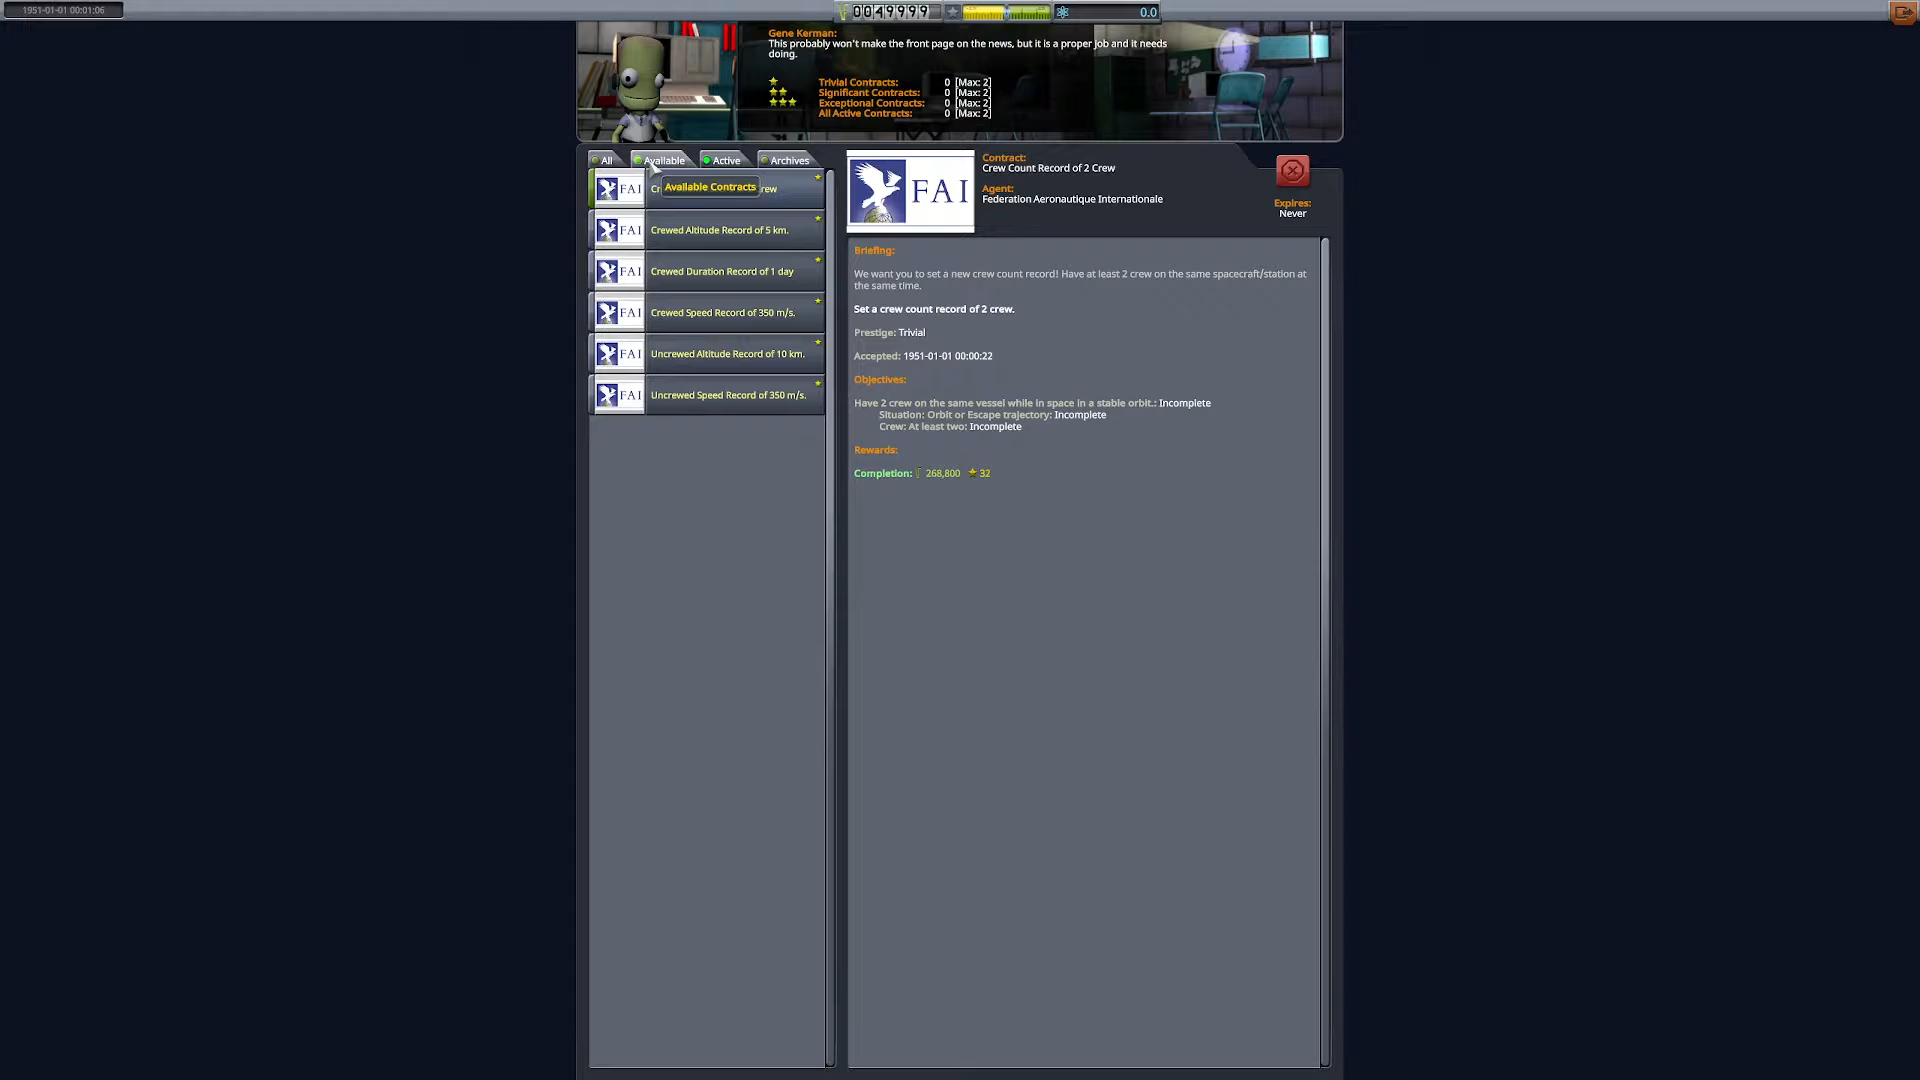 1951-01-01 00:01:06
0049999
0.0
Gene Kerman:
This probably won't make the front page on the news, but it is a proper job and it needs
doing.
Trivial Contracts: 0 [Max: 2]
Significant Contracts: 0 [Max: 2]
Exceptional Contracts: 0 [Max: 2]
All Active Contracts: 0 [Max: 2]
All
Available
Active
Archives
Available Contracts
FAI Cr rew
FAI Crewed Altitude Record of 5 km.
FAI Crewed Duration Record of 1 day
FAI Crewed Speed Record of 350 m/s.
FAI Uncrewed Altitude Record of 10 km.
FAI Uncrewed Speed Record of 350 m/s.
FAI
Contract:
Crew Count Record of 2 Crew
Agent:
Federation Aeronautique Internationale
Expires:
Never
Briefing:
We want you to set a new crew count record! Have at least 2 crew on the same spacecraft/station at
the same time.
Set a crew count record of 2 crew.
Prestige: Trivial
Accepted: 1951-01-01 00:00:22
Objectives:
Have 2 crew on the same vessel while in space in a stable orbit.: Incomplete
Situation: Orbit or Escape trajectory: Incomplete
Crew: At least two: Incomplete
Rewards:
Completion: 268,800 32